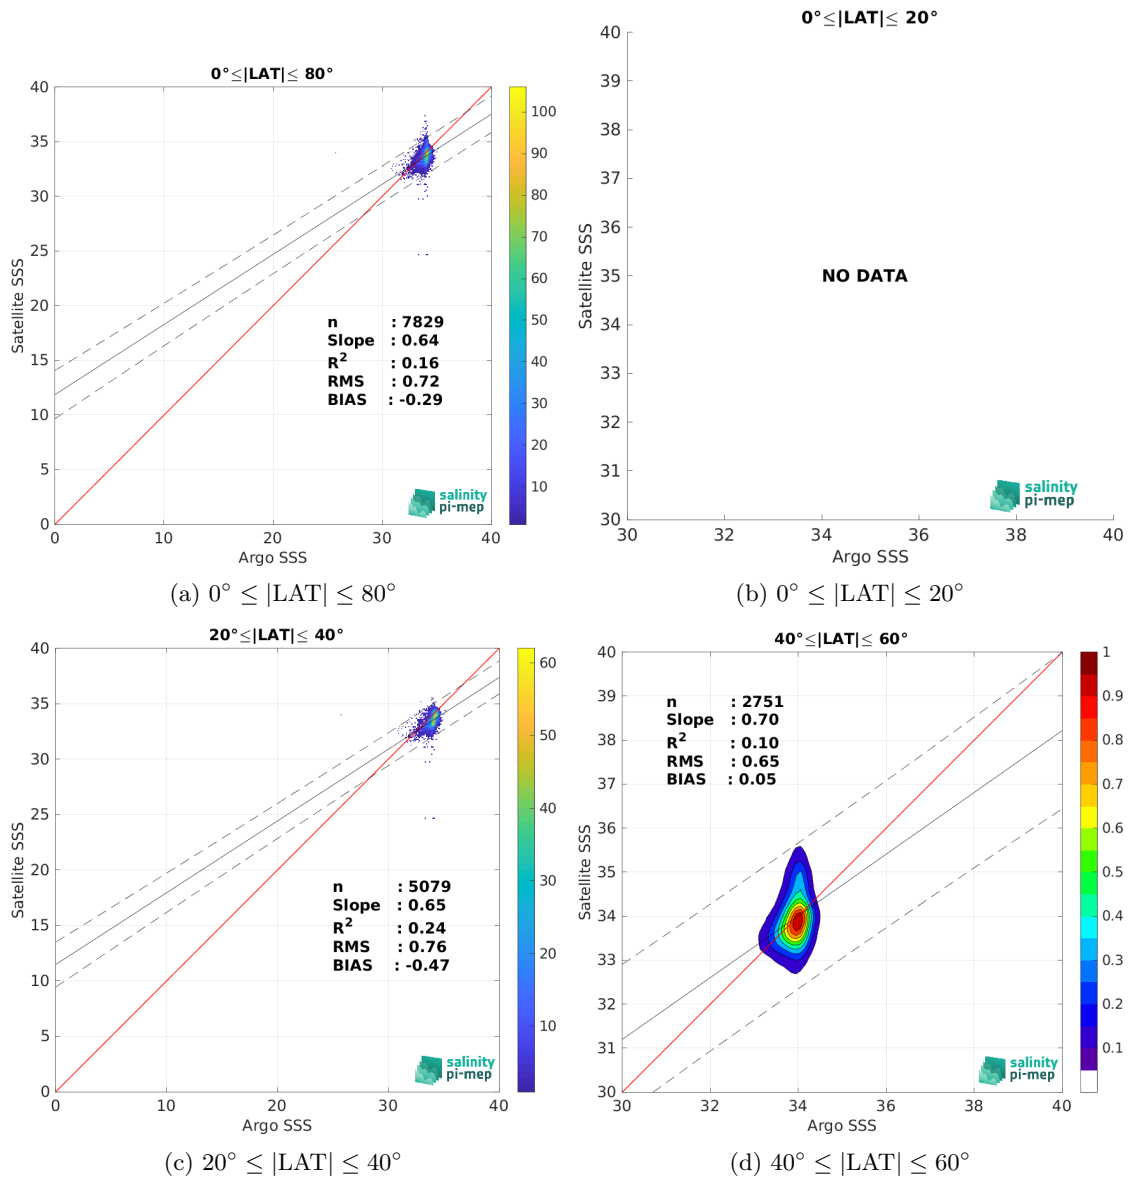 0°≤|LAT|≤ 80°
40
35
30
25
20
15
10
5
0
Satellite SSS
n : 7829
Slope : 0.64
R² : 0.16
RMS : 0.72
BIAS : -0.29
salinity
pi-mep
0 10 20 30 40
Argo SSS
100
90
80
70
60
50
40
30
20
10
(a) 0° ≤ |LAT| ≤ 80°
0°≤|LAT|≤ 20°
40
39
38
37
36
35
34
33
32
31
30
Satellite SSS
NO DATA
salinity
pi-mep
30 32 34 36 38 40
Argo SSS
(b) 0° ≤ |LAT| ≤ 20°
20°≤|LAT|≤ 40°
40
35
30
25
20
15
10
5
0
Satellite SSS
n : 5079
Slope : 0.65
R² : 0.24
RMS : 0.76
BIAS : -0.47
salinity
pi-mep
0 10 20 30 40
Argo SSS
60
50
40
30
20
10
(c) 20° ≤ |LAT| ≤ 40°
40°≤|LAT|≤ 60°
40
39
38
37
36
35
34
33
32
31
30
Satellite SSS
n : 2751
Slope : 0.70
R² : 0.10
RMS : 0.65
BIAS : 0.05
salinity
pi-mep
30 32 34 36 38 40
Argo SSS
1
0.9
0.8
0.7
0.6
0.5
0.4
0.3
0.2
0.1
(d) 40° ≤ |LAT| ≤ 60°